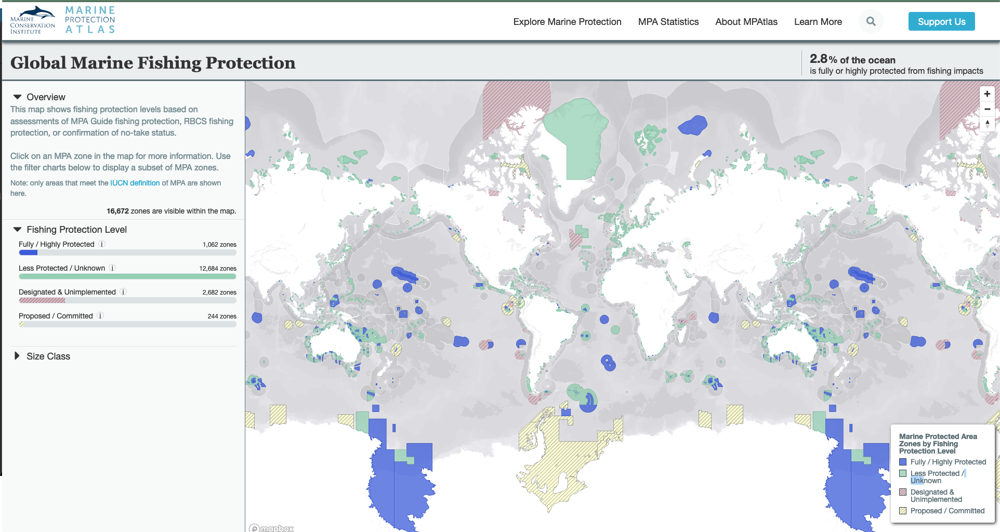 MARINE
CONSERVATION
INSTITUTE
MARINE
PROTECTION
ATLAS
Explore Marine Protection
MPA Statistics
About MPAtlas
Learn More
Support Us
Global Marine Fishing Protection
2.8% of the ocean
is fully or highly protected from fishing impacts
Overview
This map shows fishing protection levels based on
assessments of MPA Guide fishing protection, RBCS fishing
protection, or confirmation of no-take status.
Click on an MPA zone in the map for more information. Use
the filter charts below to display a subset of MPA zones.
Note: only areas that meet the IUCN definition of MPA are shown
here.
16,672 zones are visible within the map.
Fishing Protection Level
Fully / Highly Protected i 1,062 zones
Less Protected / Unknown i 12,684 zones
Designated & Unimplemented i 2,682 zones
Proposed / Committed i 244 zones
Size Class
+
−
Marine Protected Area
Zones by Fishing
Protection Level
Fully / Highly Protected
Less Protected /
Unknown
Designated &
Unimplemented
Proposed / Committed
mapbox